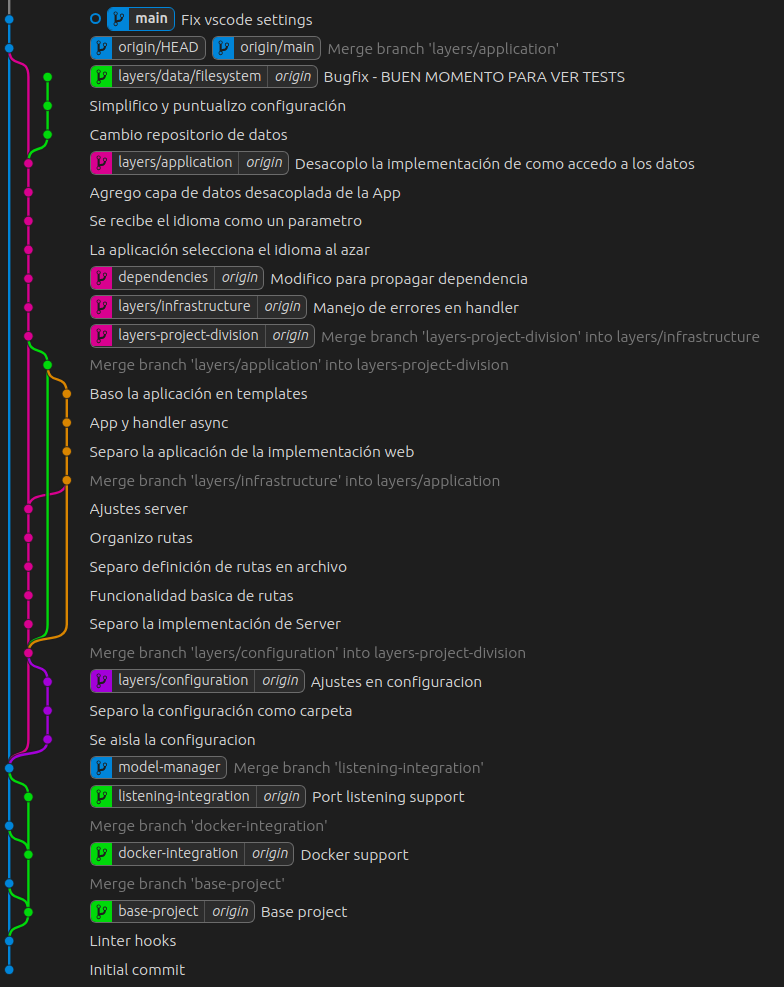 main Fix vscode settings
origin/HEAD origin/main Merge branch 'layers/application'
layers/data/filesystem origin Bugfix - BUEN MOMENTO PARA VER TESTS
Simplifico y puntualizo configuración
Cambio repositorio de datos
layers/application origin Desacoplo la implementación de como accedo a los datos
Agrego capa de datos desacoplada de la App
Se recibe el idioma como un parametro
La aplicación selecciona el idioma al azar
dependencies origin Modifico para propagar dependencia
layers/infrastructure origin Manejo de errores en handler
layers-project-division origin Merge branch 'layers-project-division' into layers/infrastructure
Merge branch 'layers/application' into layers-project-division
Baso la aplicación en templates
App y handler async
Separo la aplicación de la implementación web
Merge branch 'layers/infrastructure' into layers/application
Ajustes server
Organizo rutas
Separo definición de rutas en archivo
Funcionalidad basica de rutas
Separo la implementación de Server
Merge branch 'layers/configuration' into layers-project-division
layers/configuration origin Ajustes en configuracion
Separo la configuración como carpeta
Se aisla la configuracion
model-manager Merge branch 'listening-integration'
listening-integration origin Port listening support
Merge branch 'docker-integration'
docker-integration origin Docker support
Merge branch 'base-project'
base-project origin Base project
Linter hooks
Initial commit